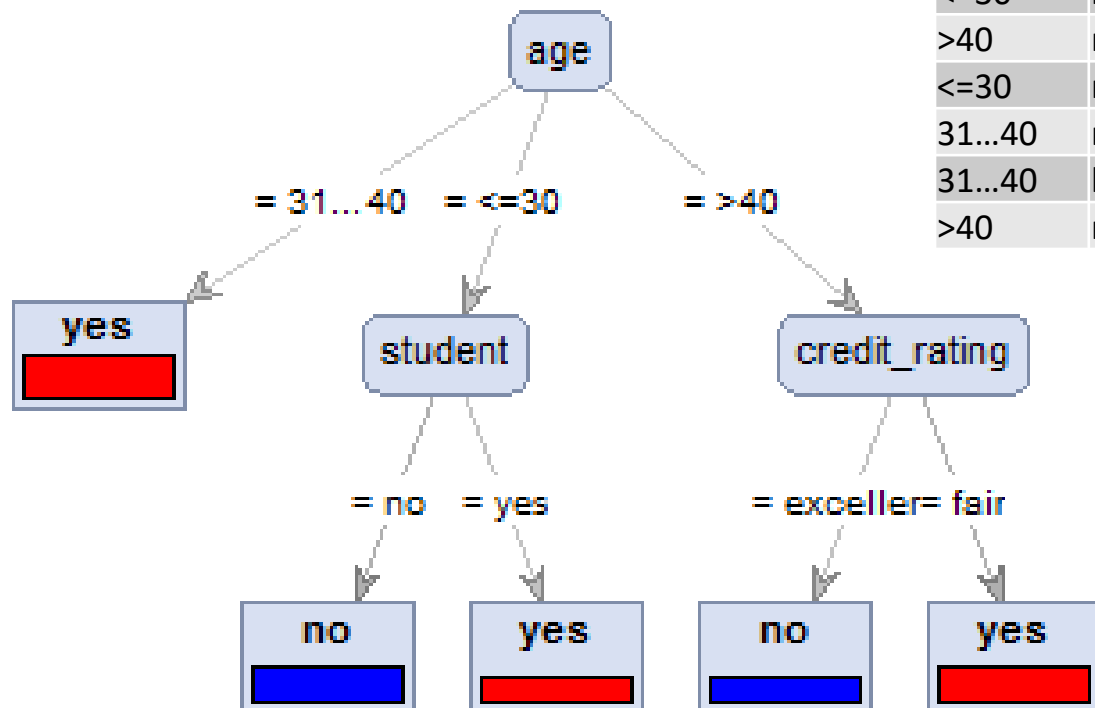 age
>40
<=30
31...40
31...40
>40
= 31...40 = <=30 = >40
yes
student
credit_rating
= no = yes = exceller= fair
no
yes
no
yes